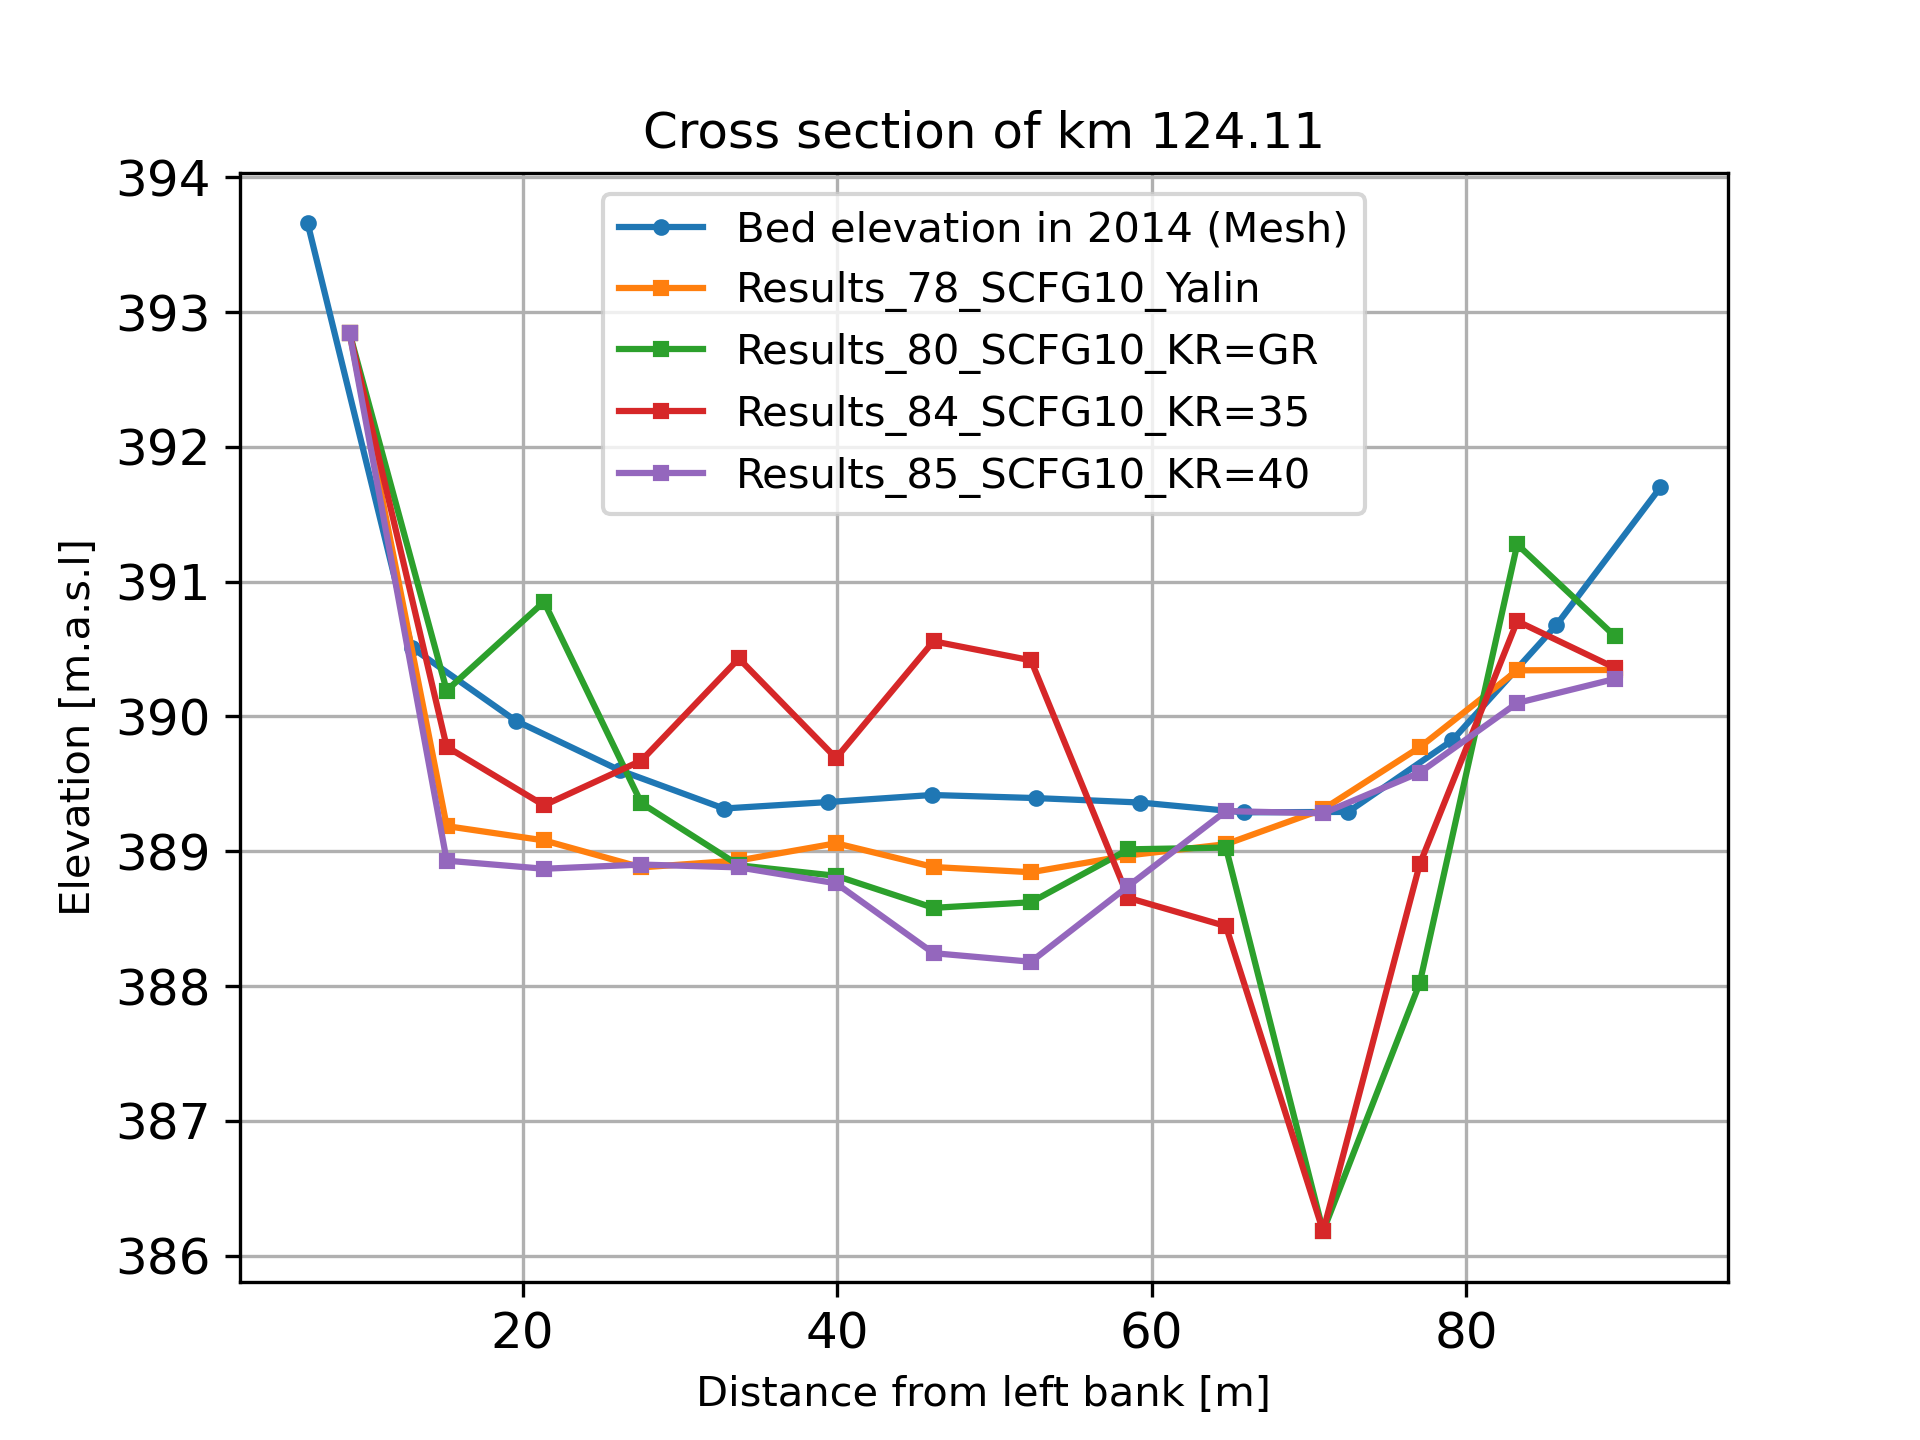 Cross section of km 124.11
394
393
392
391
390
389
388
387
386
Elevation [m.a.s.l]
Bed elevation in 2014 (Mesh)
Results_78_SCFG10_Yalin
Results_80_SCFG10_KR=GR
Results_84_SCFG10_KR=35
Results_85_SCFG10_KR=40
20 40 60 80
Distance from left bank [m]